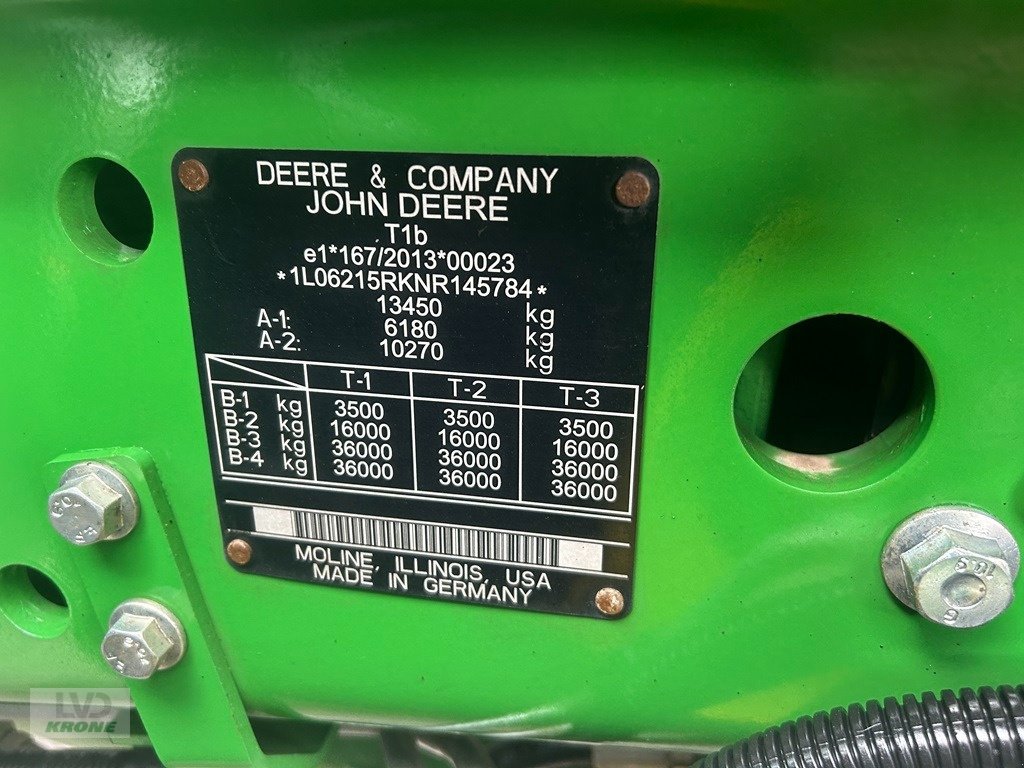 DEERE & COMPANY
JOHN DEERE
T1b
e1*167/2013*00023
*1L06215RKNR145784*
13450 kg
A-1: 6180 kg
A-2: 10270 kg
T-1 T-2 T-3
B-1 kg 3500 3500 3500
B-2 kg 16000 16000 16000
B-3 kg 36000 36000 36000
B-4 kg 36000 36000 36000
MOLINE, ILLINOIS, USA
MADE IN GERMANY
10.9
LVD
KRONE